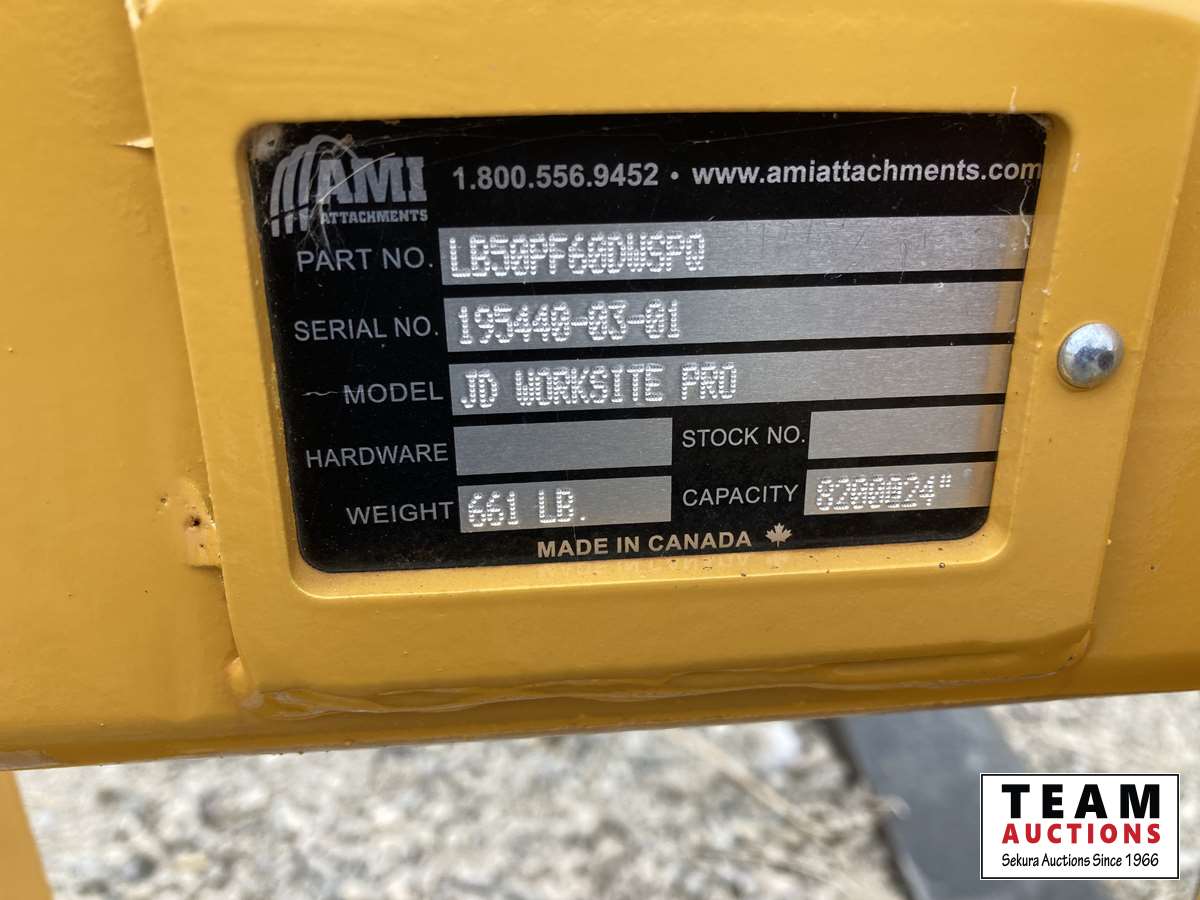 AMI
ATTACHMENTS
1.800.556.9452 • www.amiattachments.com
PART NO. LB50PF60DWSPQ
SERIAL NO. 195440-03-01
MODEL JD WORKSITE PRO
HARDWARE
STOCK NO.
WEIGHT 661 LB.
CAPACITY 8200@24"
MADE IN CANADA
TEAM
AUCTIONS
Sekura Auctions Since 1966